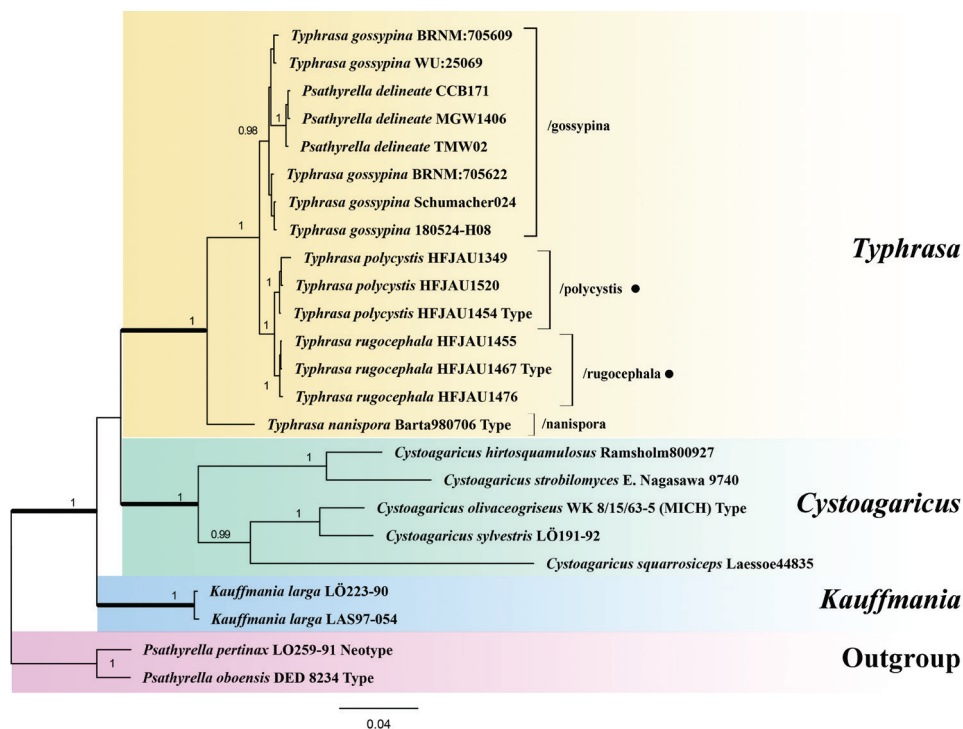 Typhrasa gossypina BRNM:705609
Typhrasa gossypina WU:25069
Psathyrella delineate CCB171
0.98
1
Psathyrella delineate MGW1406
/gossypina
Psathyrella delineate TMW02
Typhrasa gossypina BRNM:705622
Typhrasa gossypina Schumacher024
1
Typhrasa gossypina 180524-H08
Typhrasa
Typhrasa polycystis HFJAU1349
1
Typhrasa polycystis HFJAU1520
/polycystis ●
Typhrasa polycystis HFJAU1454 Type
1
1
Typhrasa rugocephala HFJAU1455
Typhrasa rugocephala HFJAU1467 Type
/rugocephala ●
1
Typhrasa rugocephala HFJAU1476
Typhrasa nanispora Barta980706 Type
/nanispora
1
Cystoagaricus hirtosquamulosus Ramsholm800927
Cystoagaricus strobilomyces E. Nagasawa 9740
1
1
Cystoagaricus olivaceogriseus WK 8/15/63-5 (MICH) Type
Cystoagaricus
1
0.99
Cystoagaricus sylvestris LÖ191-92
Cystoagaricus squarrosiceps Laessoe44835
1
Kauffmania larga LÖ223-90
Kauffmania
Kauffmania larga LAS97-054
Psathyrella pertinax LO259-91 Neotype
1
Outgroup
Psathyrella oboensis DED 8234 Type
0.04